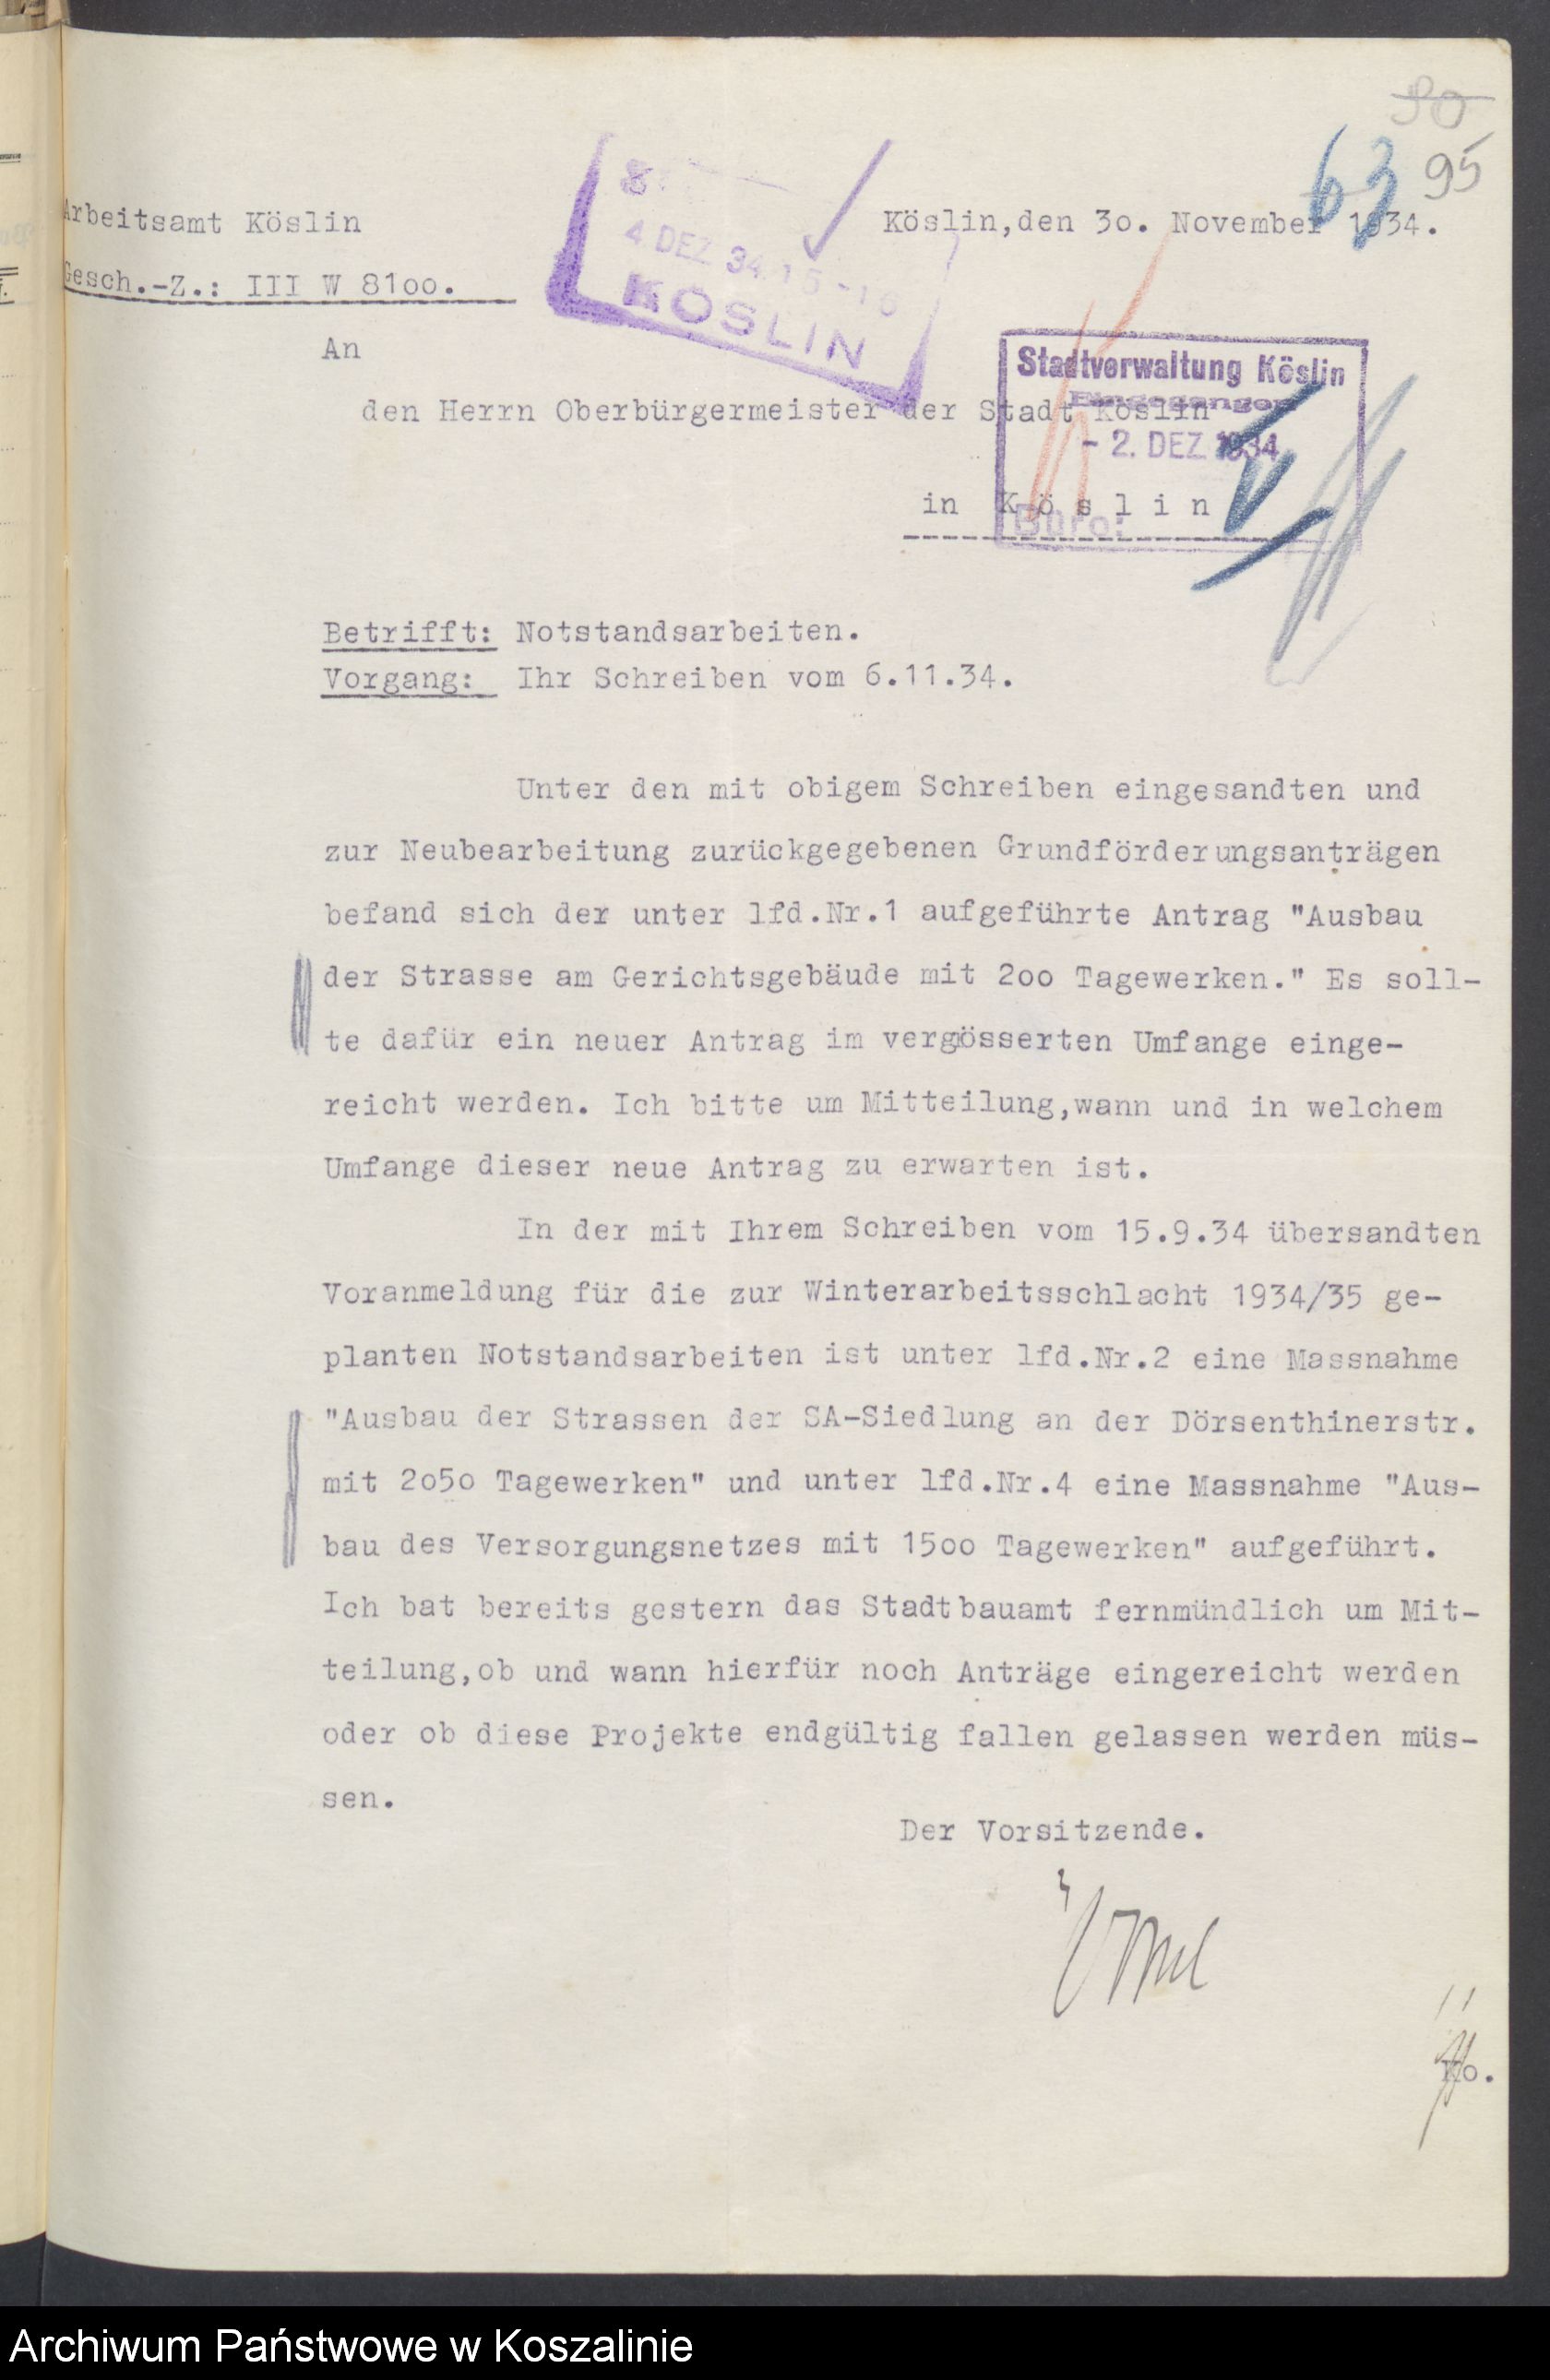 90
63 95
Arbeitsamt Köslin
Köslin,den 3o. November 1934.
Gesch.-Z.: III W 81oo.
4 DEZ 34
KÖSLIN
An
den Herrn Oberbürgermeister der Stadt Köslin
in K ö s l i n
Stadtverwaltung Köslin
Eingegangen
- 2. DEZ. 1934
Büro:
Betrifft: Notstandsarbeiten.
Vorgang: Ihr Schreiben vom 6.11.34.
Unter den mit obigem Schreiben eingesandten und
zur Neubearbeitung zurückgegebenen Grundförderungsanträgen
befand sich der unter lfd.Nr.1 aufgeführte Antrag "Ausbau
der Strasse am Gerichtsgebäude mit 2oo Tagewerken." Es soll-
te dafür ein neuer Antrag im vergösserten Umfange einge-
reicht werden. Ich bitte um Mitteilung,wann und in welchem
Umfange dieser neue Antrag zu erwarten ist.
In der mit Ihrem Schreiben vom 15.9.34 übersandten
Voranmeldung für die zur Winterarbeitsschlacht 1934/35 ge-
planten Notstandsarbeiten ist unter lfd.Nr.2 eine Massnahme
"Ausbau der Strassen der SA-Siedlung an der Dörsenthinerstr.
mit 2o5o Tagewerken" und unter lfd.Nr.4 eine Massnahme "Aus-
bau des Versorgungsnetzes mit 15oo Tagewerken" aufgeführt.
Ich bat bereits gestern das Stadtbauamt fernmündlich um Mit-
teilung,ob und wann hierfür noch Anträge eingereicht werden
oder ob diese Projekte endgültig fallen gelassen werden müs-
sen.
Der Vorsitzende.
Archiwum Państwowe w Koszalinie